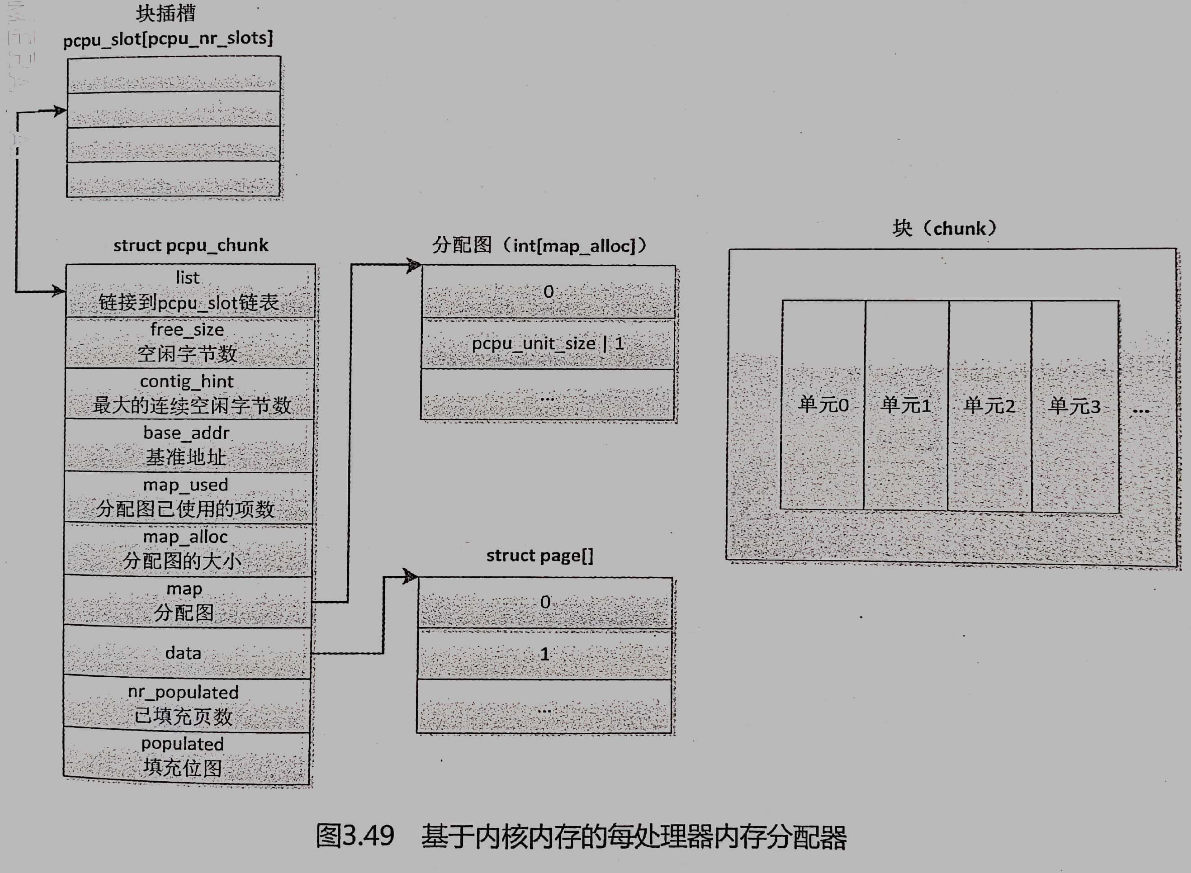 块插槽
pcpu_slot[pcpu_nr_slots]
struct pcpu_chunk
list
链接到pcpu_slot链表
free_size
空闲字节数
contig_hint
最大的连续空闲字节数
base_addr
基准地址
map_used
分配图已使用的项数
map_alloc
分配图的大小
map
分配图
data
nr_populated
已填充页数
populated
填充位图
分配图（int[map_alloc]）
0
pcpu_unit_size | 1
...
struct page[]
0
1
...
块（chunk）
单元0 单元1 单元2 单元3 ...
图3.49 基于内核内存的每处理器内存分配器